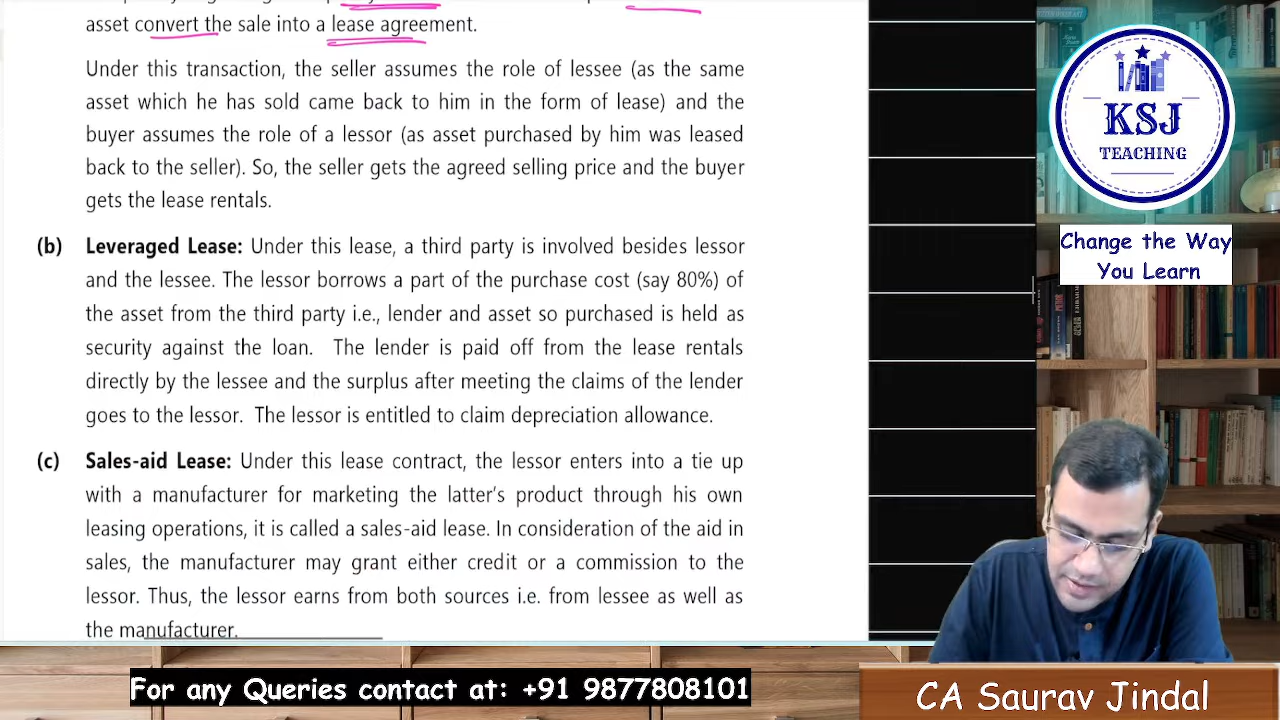 asset convert the sale into a lease agreement.
Under this transaction, the seller assumes the role of lessee (as the same
asset which he has sold came back to him in the form of lease) and the
buyer assumes the role of a lessor (as asset purchased by him was leased
back to the seller). So, the seller gets the agreed selling price and the buyer
gets the lease rentals.
(b) Leveraged Lease: Under this lease, a third party is involved besides lessor
and the lessee. The lessor borrows a part of the purchase cost (say 80%) of
the asset from the third party i.e., lender and asset so purchased is held as
security against the loan. The lender is paid off from the lease rentals
directly by the lessee and the surplus after meeting the claims of the lender
goes to the lessor. The lessor is entitled to claim depreciation allowance.
(c) Sales-aid Lease: Under this lease contract, the lessor enters into a tie up
with a manufacturer for marketing the latter's product through his own
leasing operations, it is called a sales-aid lease. In consideration of the aid in
sales, the manufacturer may grant either credit or a commission to the
lessor. Thus, the lessor earns from both sources i.e. from lessee as well as
the manufacturer.
KSJ
TEACHING
Change the Way
You Learn
For any Queries contact at: +91 9877808101
CA Saurav Jindal